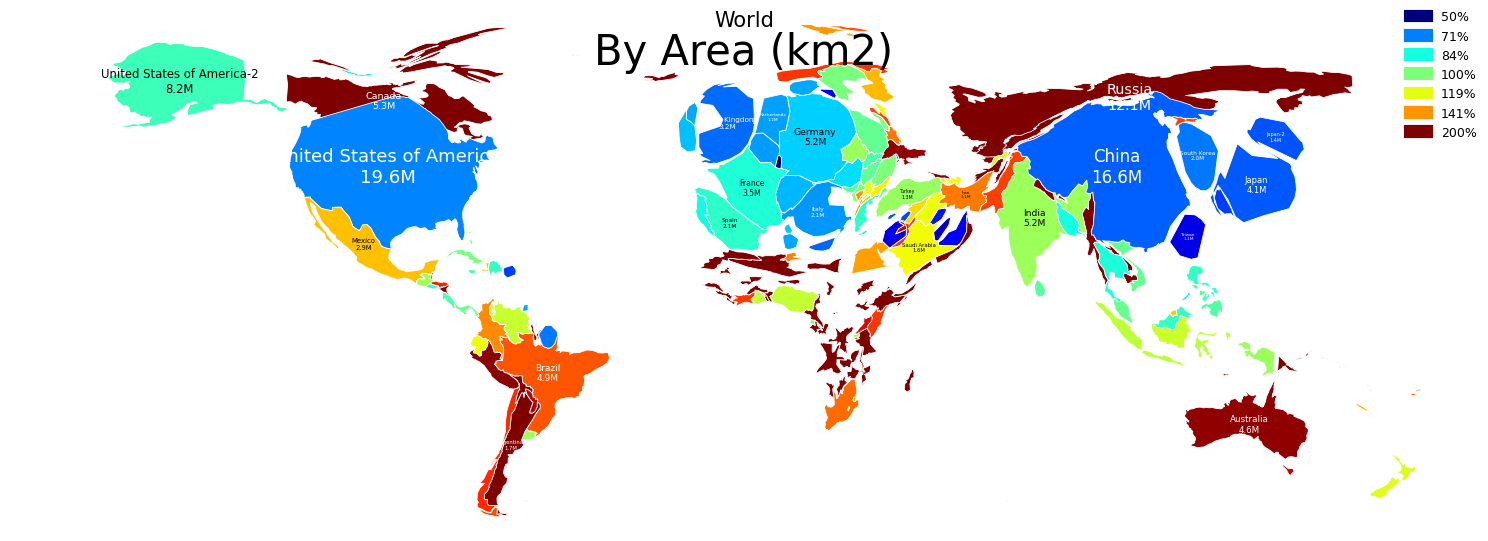 World
By Area (km2)
50%
71%
84%
100%
119%
141%
200%
United States of America-2
8.2M
Canada
5.3M
United States of America
19.6M
Mexico
2.9M
Brazil
4.9M
Argentina
1.7M
Kingdom
3.2M
Netherlands
1.1M
Germany
5.2M
France
3.5M
Spain
2.1M
Italy
2.1M
Turkey
1.3M
Iran
1.1M
Saudi Arabia
1.6M
Russia
12.1M
China
16.6M
India
5.2M
South Korea
2.0M
Japan-2
1.4M
Japan
4.1M
Taiwan
1.1M
Australia
4.6M